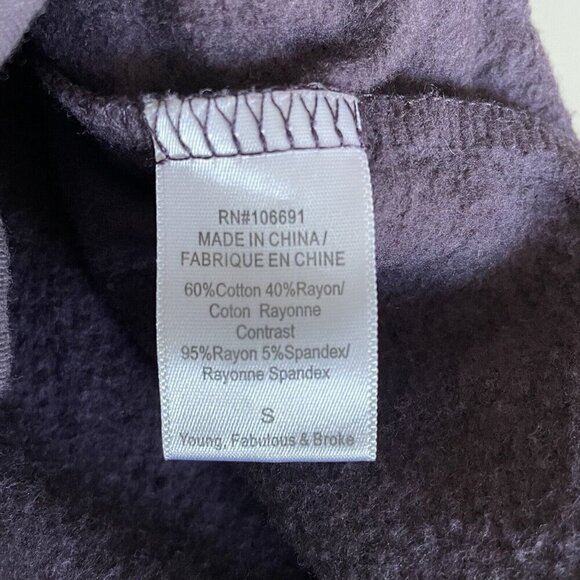 RN#106691
MADE IN CHINA/
FABRIQUE EN CHINE
60%Cotton 40%Rayon/
Coton Rayonne
Contrast
95%Rayon 5%Spandex/
Rayonne Spandex
S
Young, Fabulous & Broke